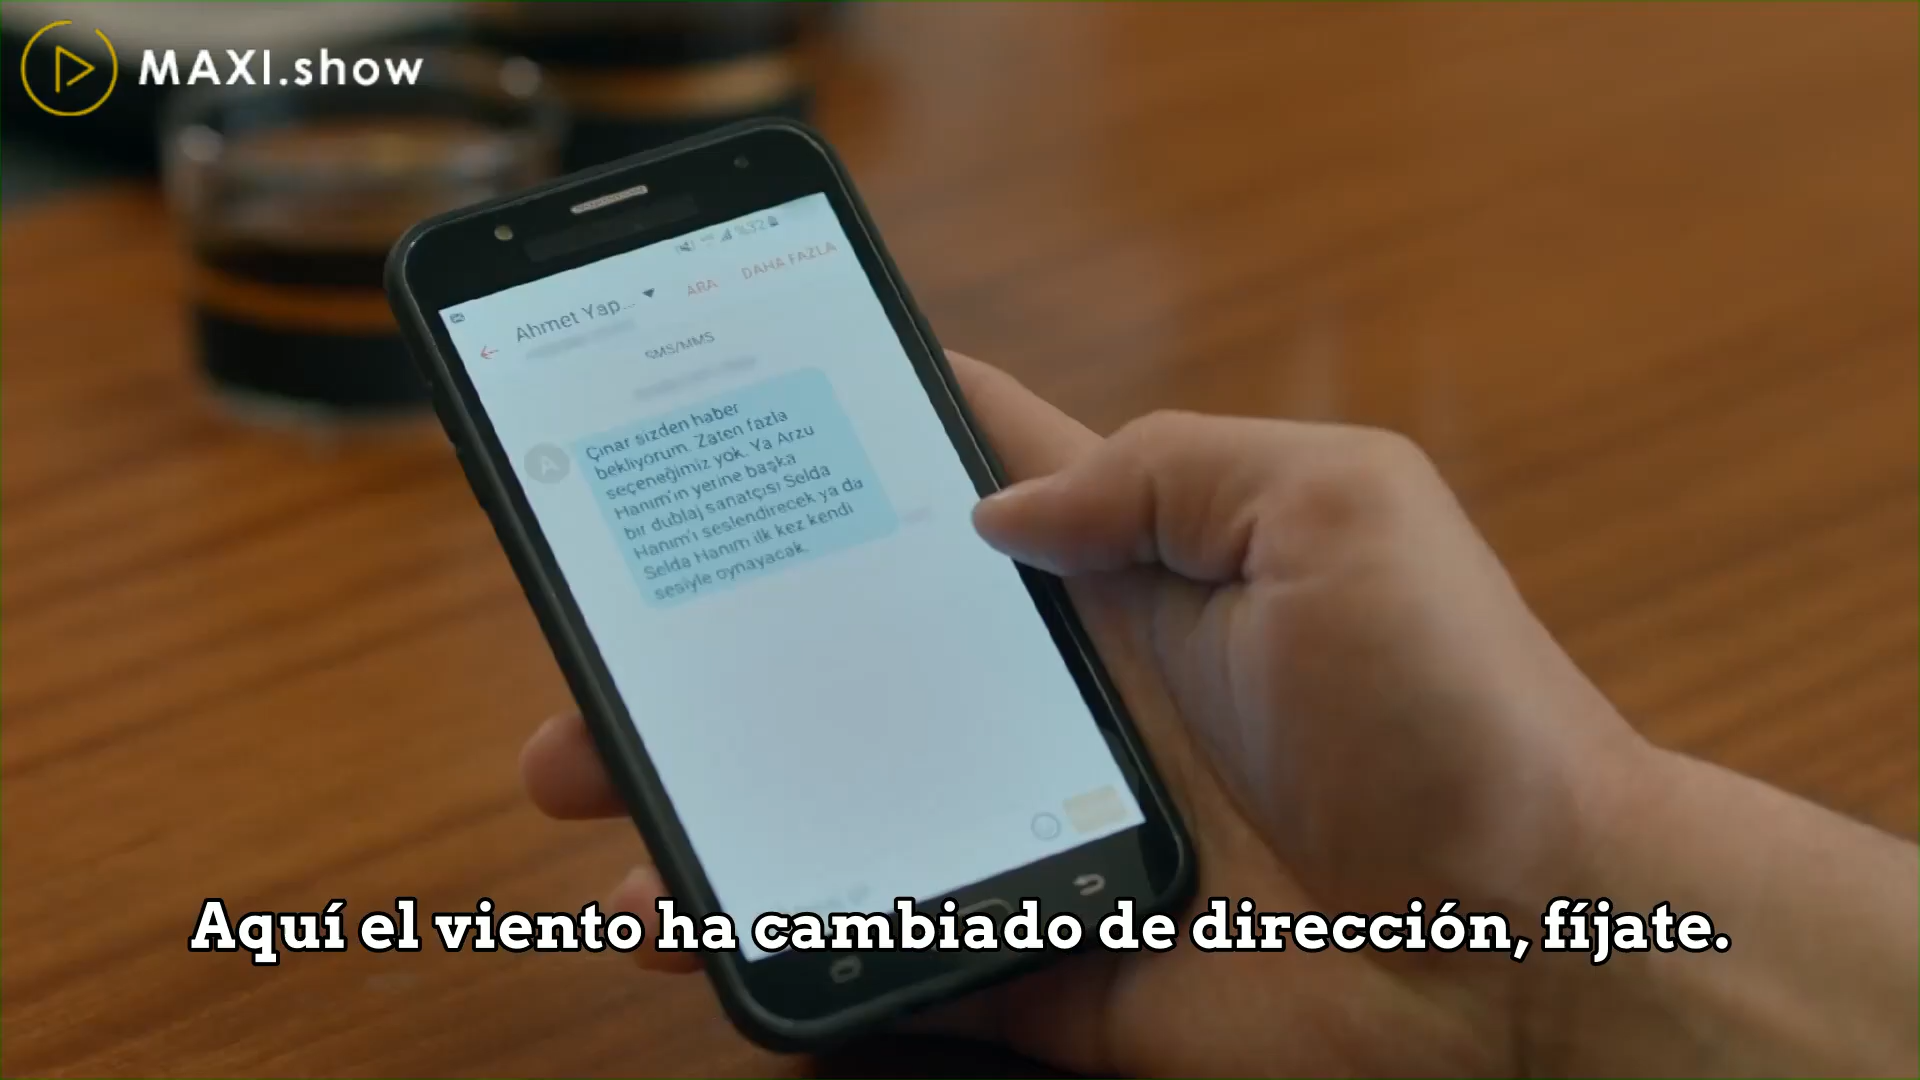 MAXI.show
%32
ARA
DAHA FAZLA
Ahmet Yap...
SMS/MMS
A
Çınar sizden haber
bekliyorum. Zaten fazla
seçeneğimiz yok. Ya Arzu
Hanım'ın yerine başka
bir dublaj sanatçısı Selda
Hanım'ı seslendirecek ya da
Selda Hanım ilk kez kendi
sesiyle oynayacak.
Aquí el viento ha cambiado de dirección, fíjate.